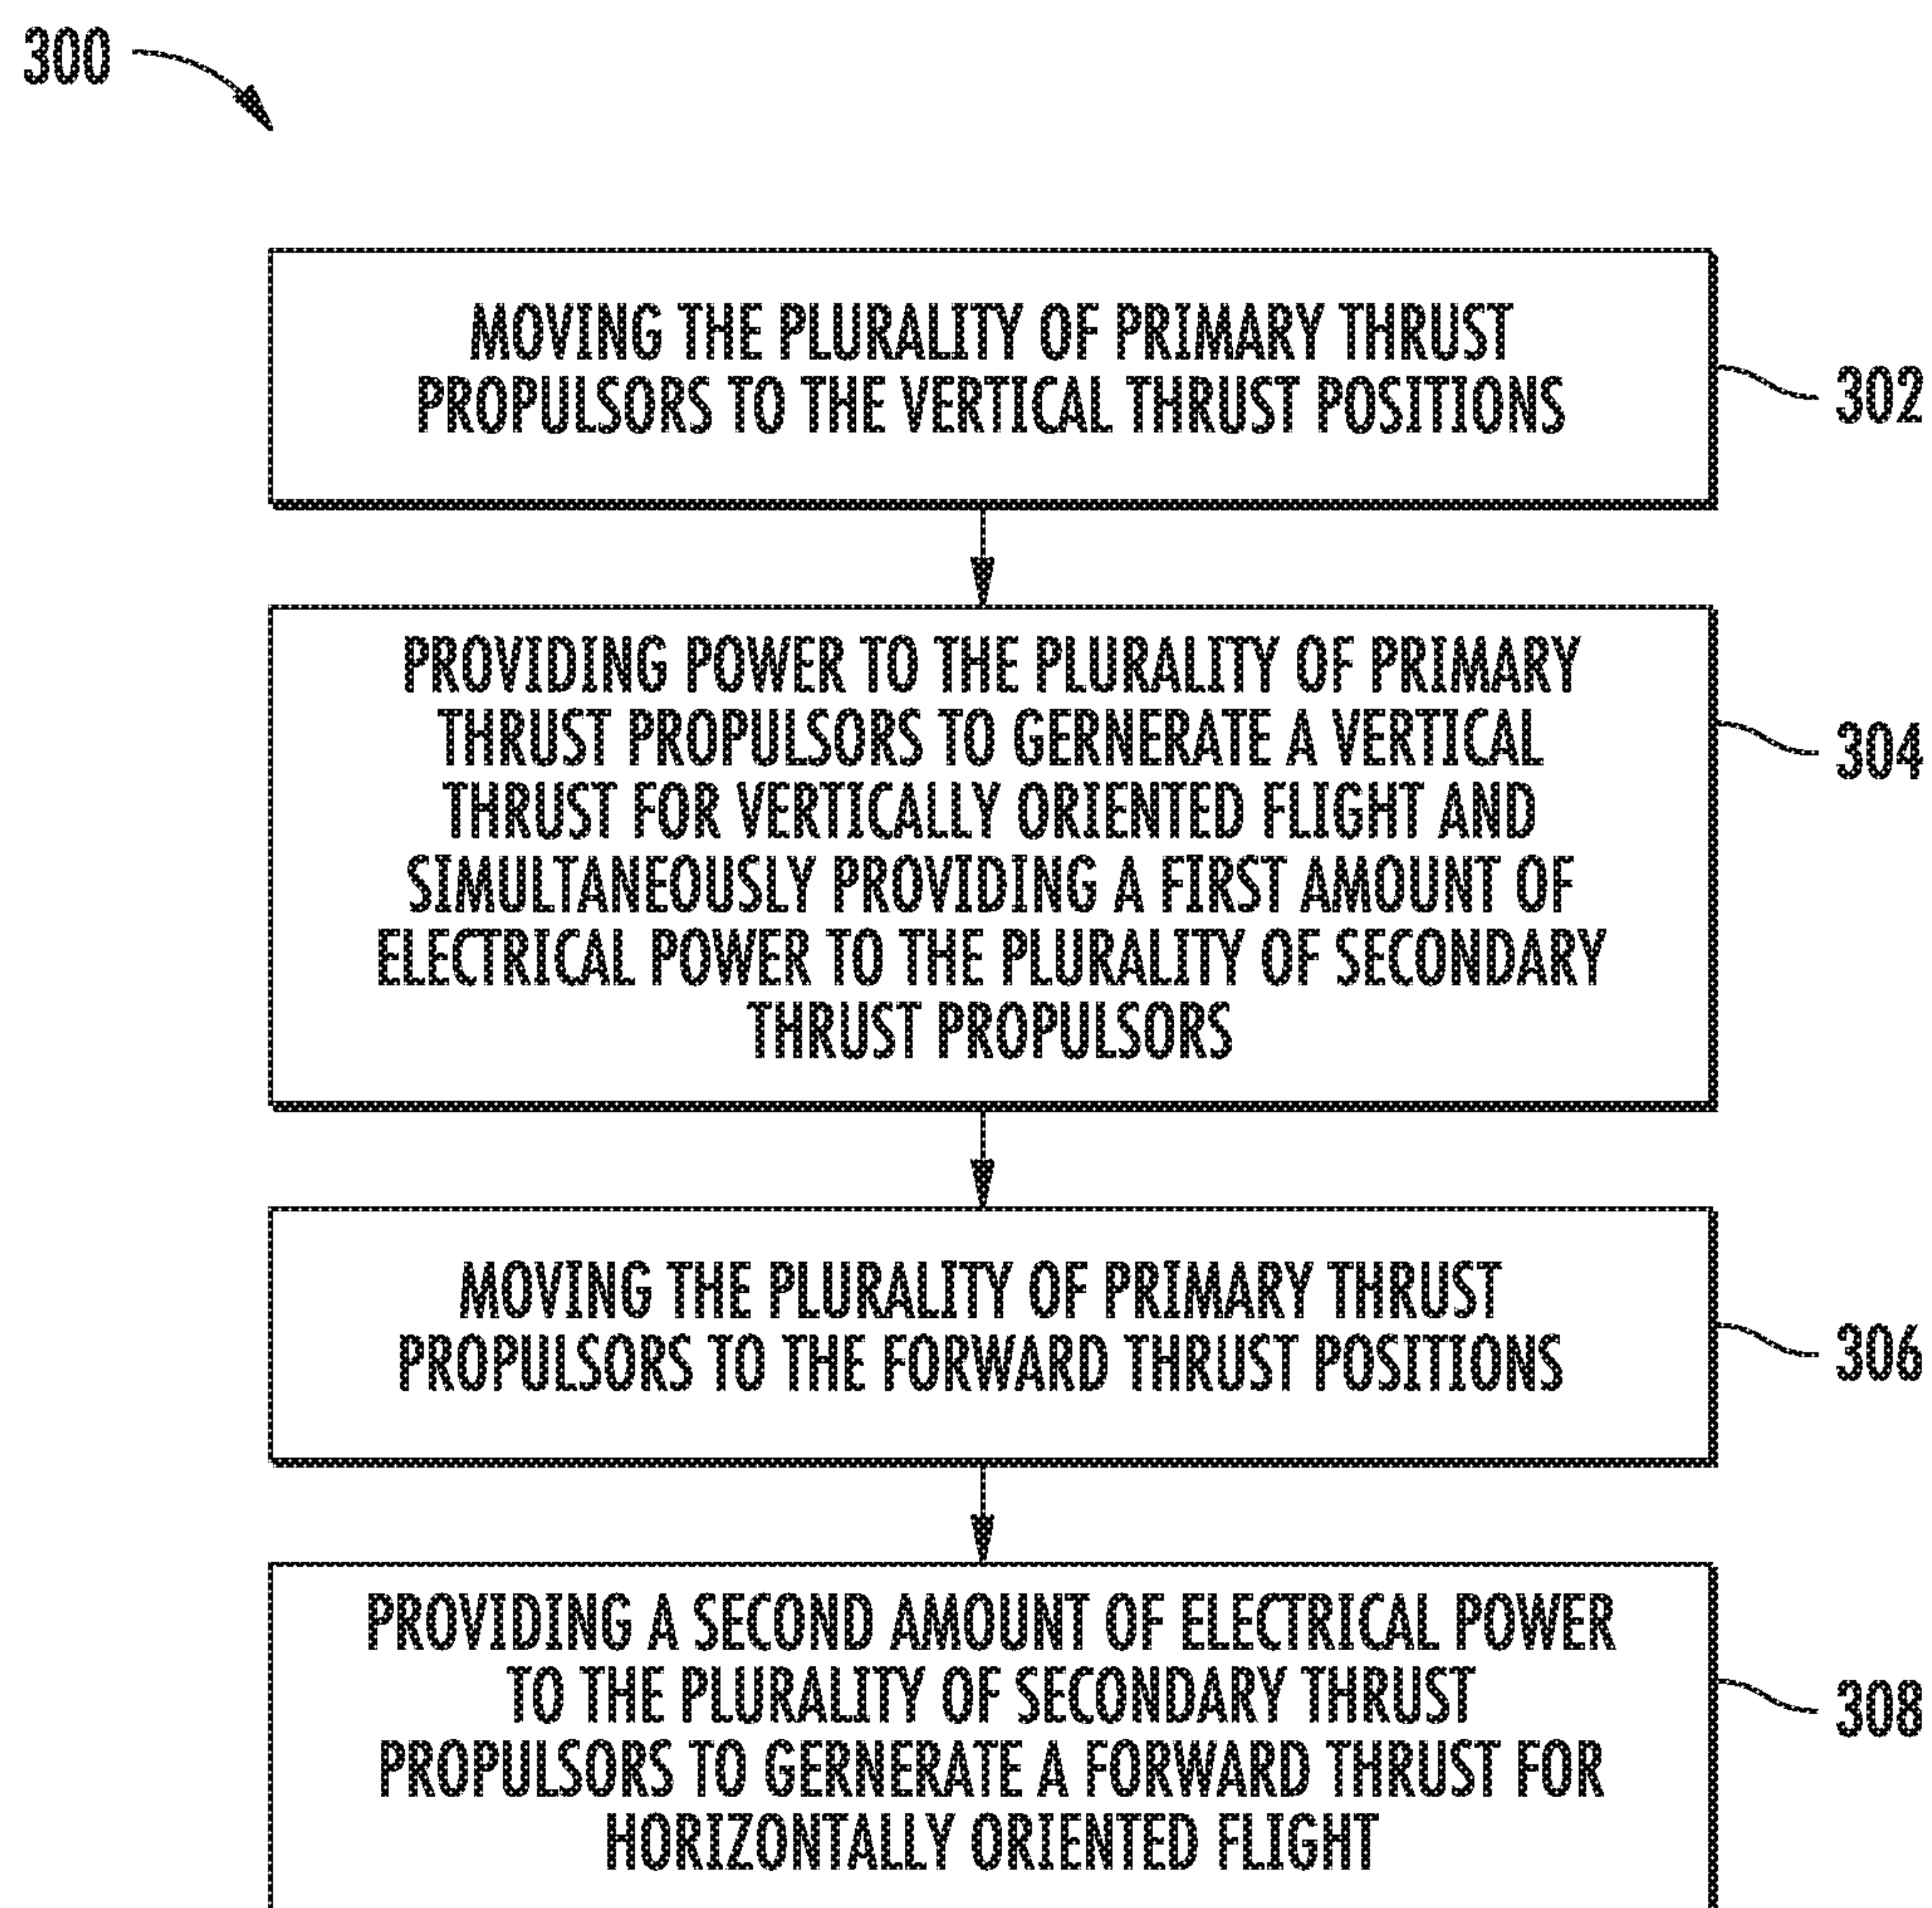 300
MOVING THE PLURALITY OF PRIMARY THRUST
PROPULSORS TO THE VERTICAL THRUST POSITIONS
302
PROVIDING POWER TO THE PLURALITY OF PRIMARY
THRUST PROPULSORS TO GERNERATE A VERTICAL
THRUST FOR VERTICALLY ORIENTED FLIGHT AND
SIMULTANEOUSLY PROVIDING A FIRST AMOUNT OF
ELECTRICAL POWER TO THE PLURALITY OF SECONDARY
THRUST PROPULSORS
304
MOVING THE PLURALITY OF PRIMARY THRUST
PROPULSORS TO THE FORWARD THRUST POSITIONS
306
PROVIDING A SECOND AMOUNT OF ELECTRICAL POWER
TO THE PLURALITY OF SECONDARY THRUST
PROPULSORS TO GERNERATE A FORWARD THRUST FOR
HORIZONTALLY ORIENTED FLIGHT
308